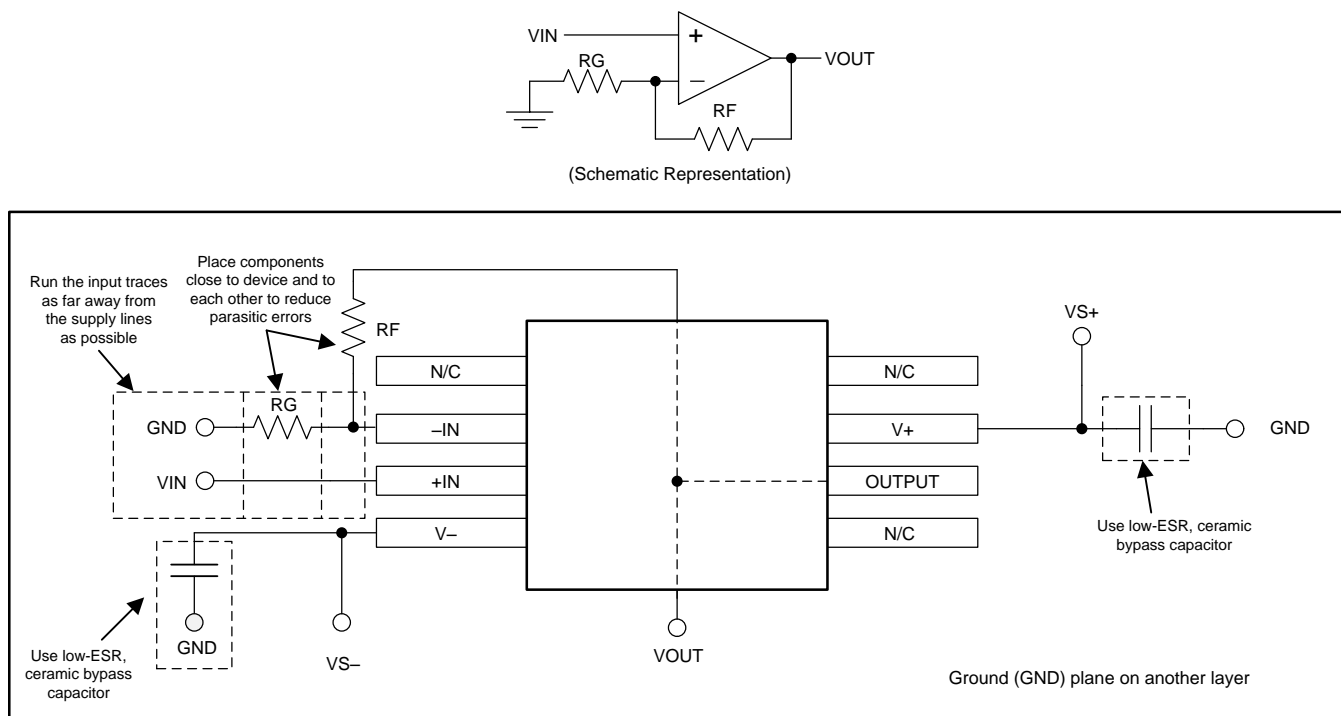 VIN
+
RG
VOUT
–
RF
(Schematic Representation)
Place components
close to device and to
each other to reduce
parasitic errors
Run the input traces
as far away from
the supply lines
as possible
VS+
RF
N/C
N/C
RG
GND
–IN
V+
GND
VIN
+IN
OUTPUT
V–
N/C
Use low-ESR, ceramic
bypass capacitor
GND
VS–
VOUT
Use low-ESR,
ceramic bypass
capacitor
Ground (GND) plane on another layer